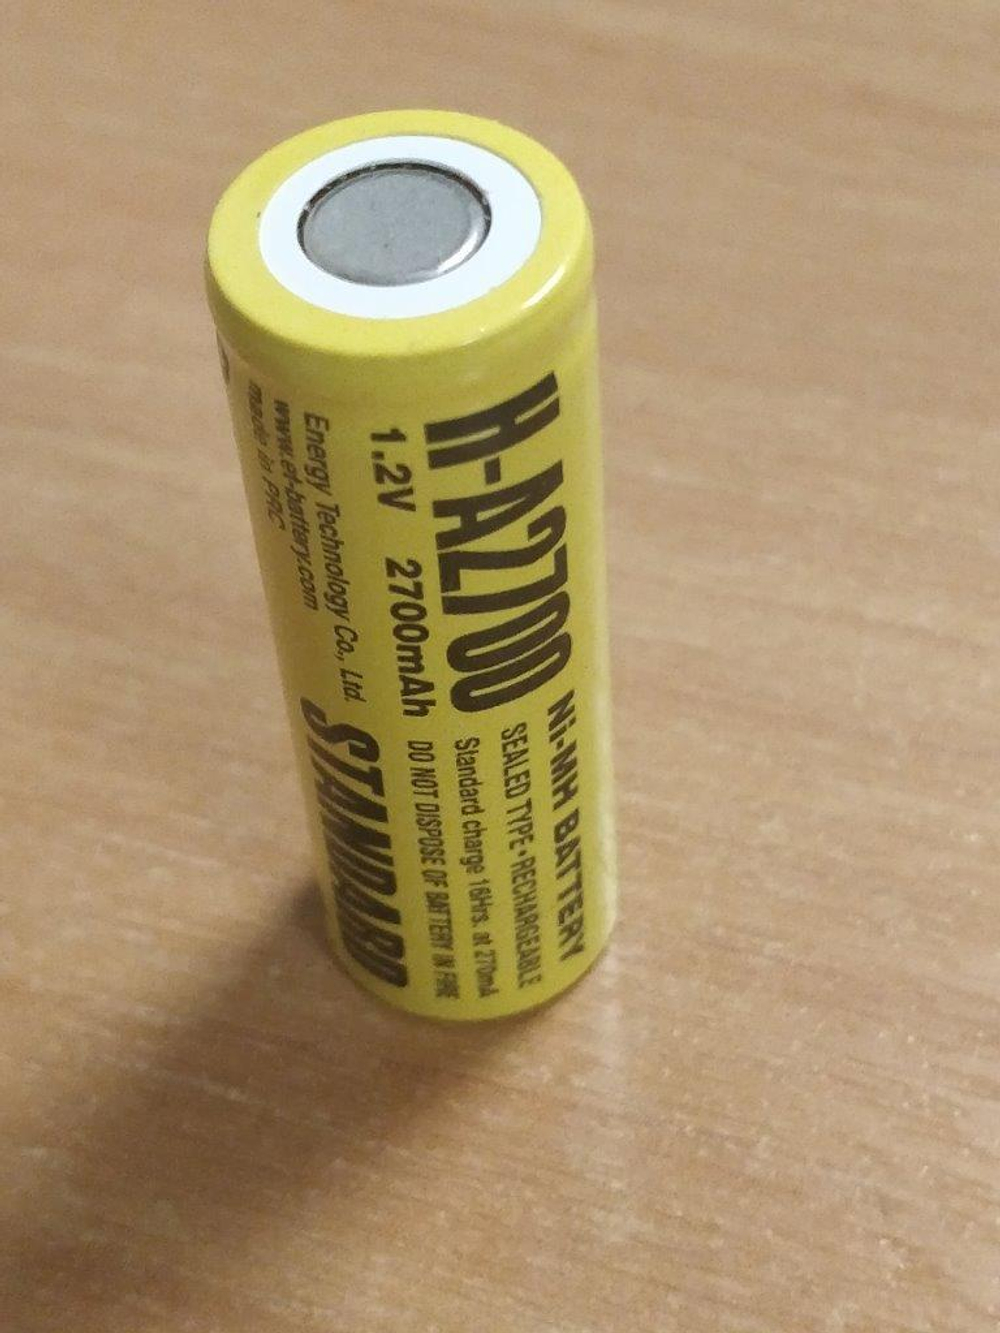 H-A2700
1.2V 2700mAh
Energy Technology Co., Ltd.
www.et-battery.com
made in PRC
Ni-MH BATTERY
SEALED TYPE • RECHARGEABLE
Standard charge 16Hrs. at 270mA
DO NOT DISPOSE OF BATTERY IN FIRE
STANDARD